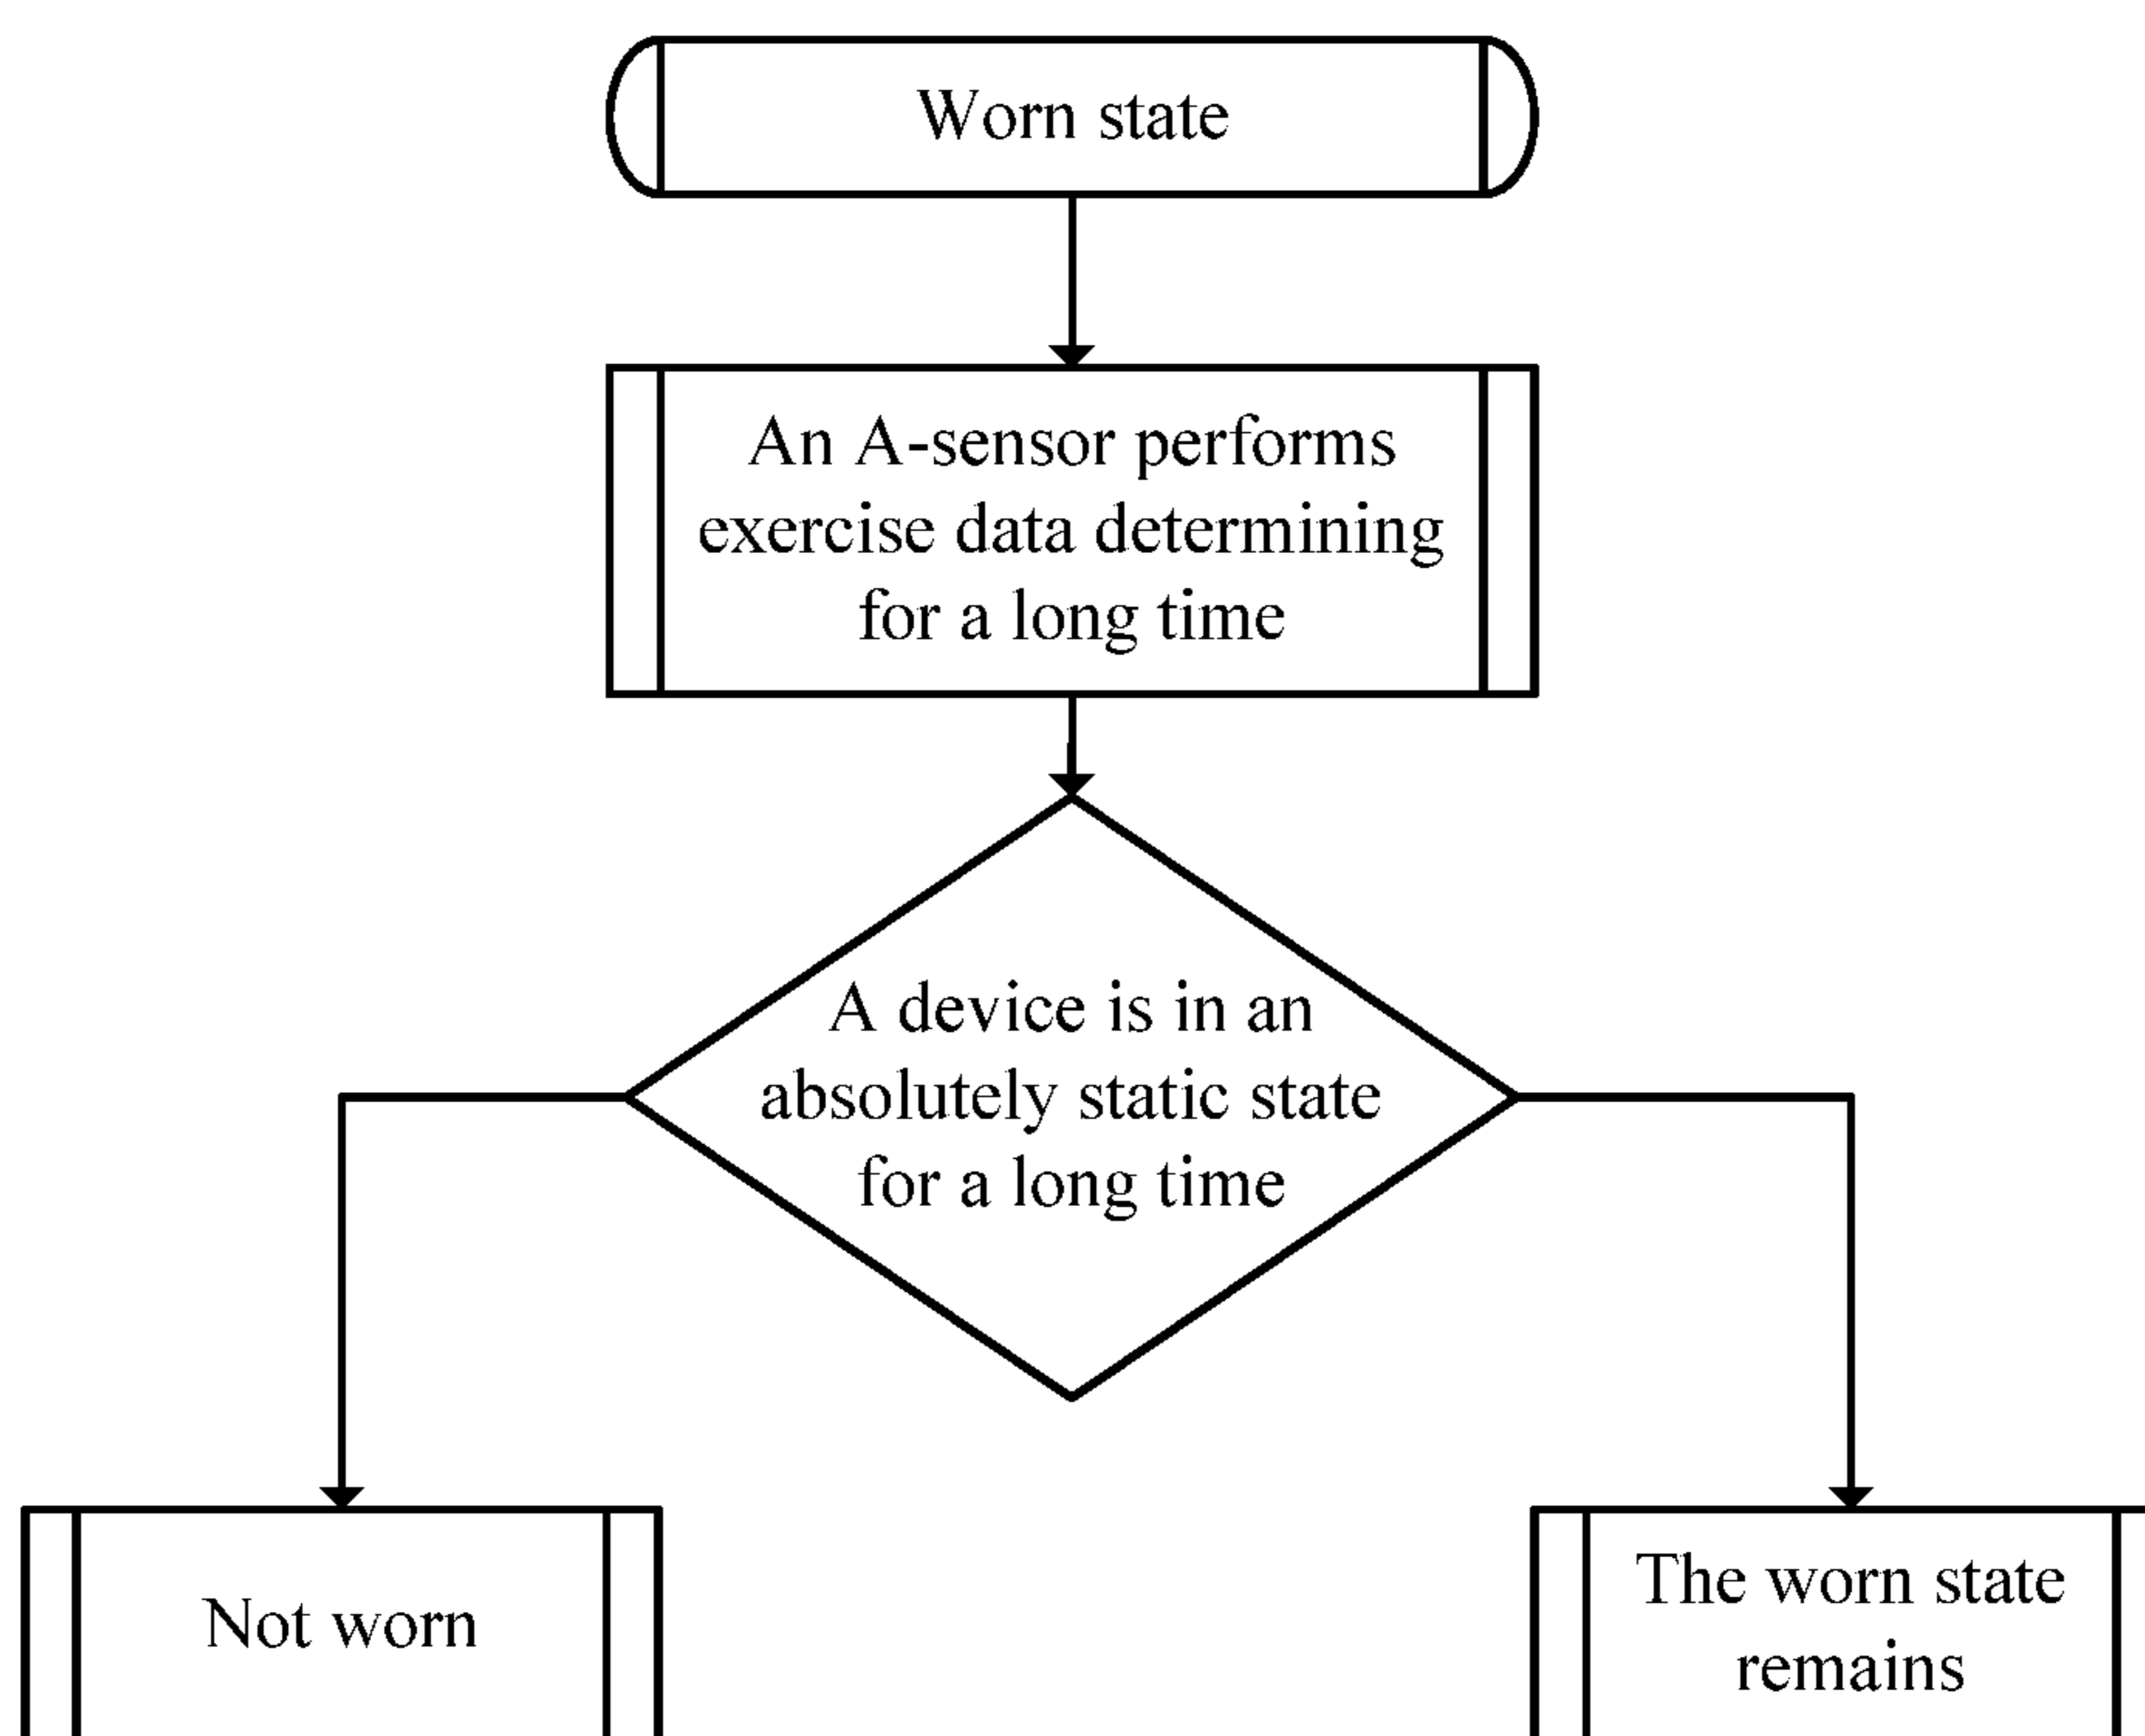 Worn state
An A-sensor performs
exercise data determining
for a long time
A device is in an
absolutely static state
for a long time
Not worn
The worn state
remains